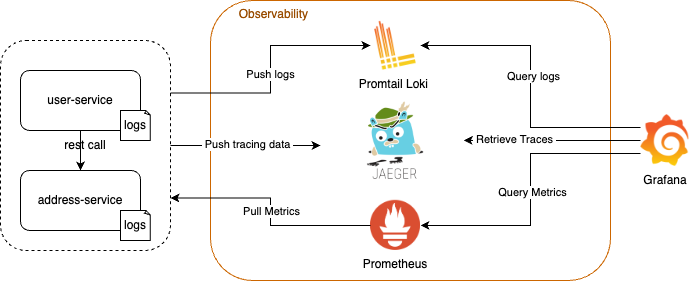 Observability
Push logs
Promtail Loki
Query logs
user-service
logs
rest call
Push tracing data
JAEGER
Retrieve Traces
Grafana
address-service
logs
Pull Metrics
Query Metrics
Prometheus